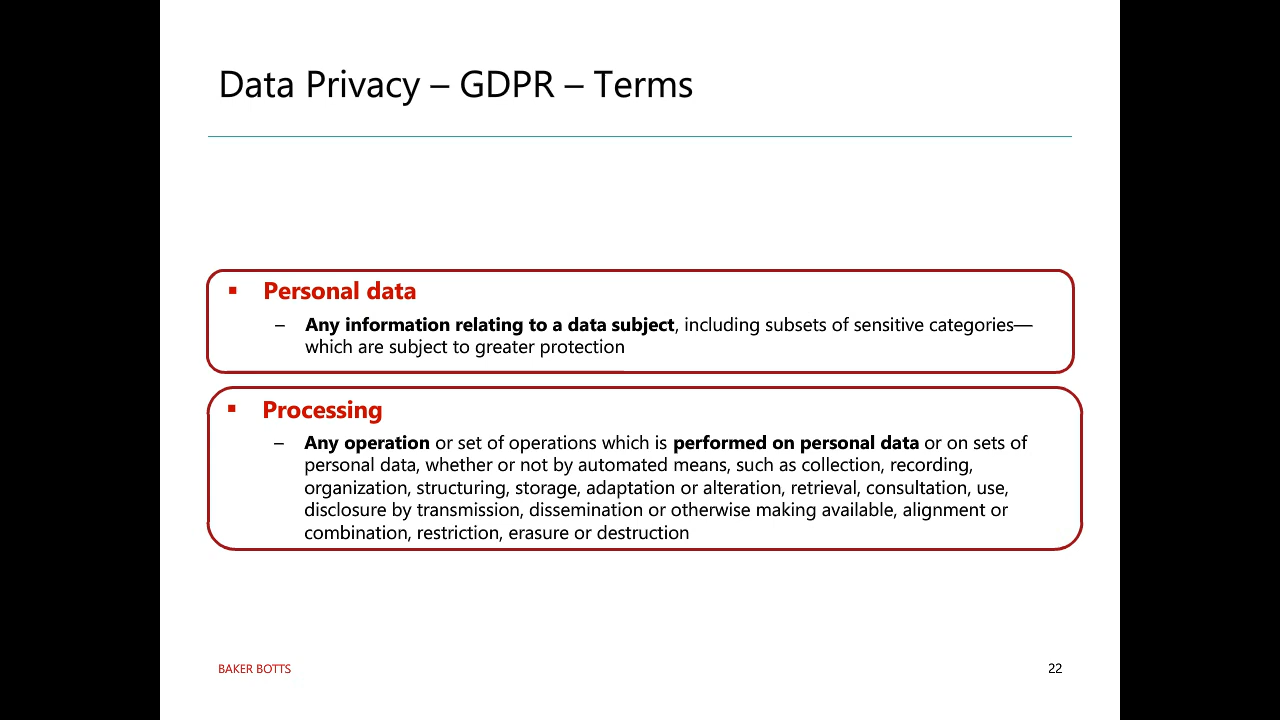 Data Privacy – GDPR – Terms
▪ Personal data
– Any information relating to a data subject, including subsets of sensitive categories—
which are subject to greater protection
▪ Processing
– Any operation or set of operations which is performed on personal data or on sets of
personal data, whether or not by automated means, such as collection, recording,
organization, structuring, storage, adaptation or alteration, retrieval, consultation, use,
disclosure by transmission, dissemination or otherwise making available, alignment or
combination, restriction, erasure or destruction
BAKER BOTTS
22